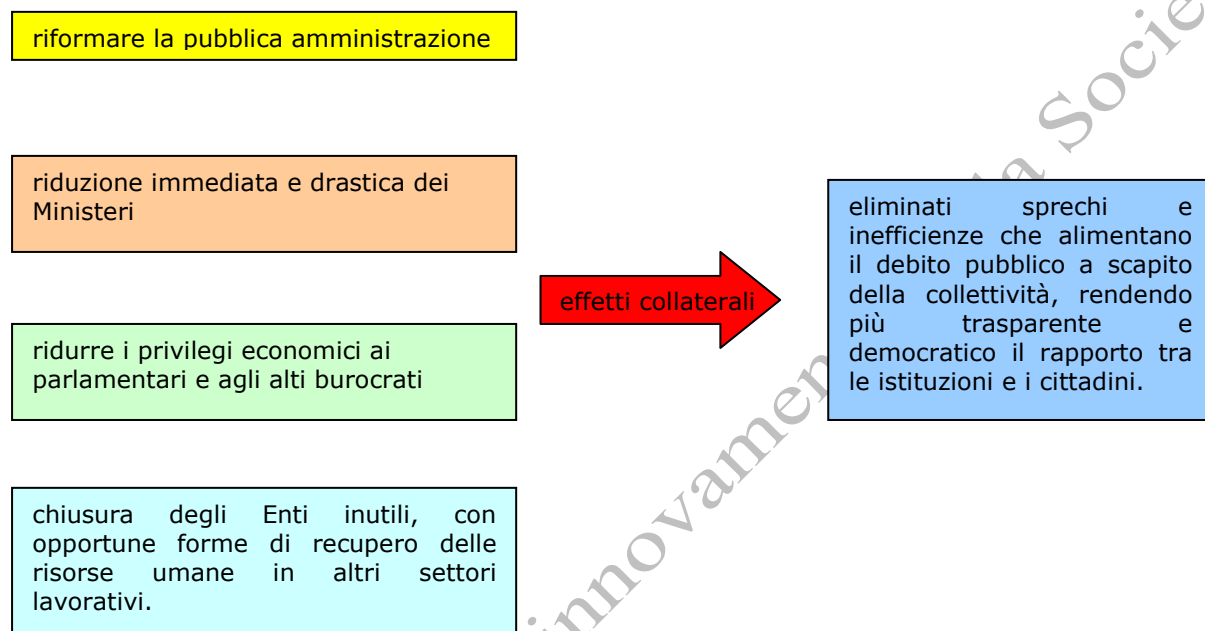 riformare la pubblica amministrazione
riduzione immediata e drastica dei
Ministeri
ridurre i privilegi economici ai
parlamentari e agli alti burocrati
chiusura degli Enti inutili, con
opportune forme di recupero delle
risorse umane in altri settori
lavorativi.
effetti collaterali
eliminati sprechi e
inefficienze che alimentano
il debito pubblico a scapito
della collettività, rendendo
più trasparente e
democratico il rapporto tra
le istituzioni e i cittadini.